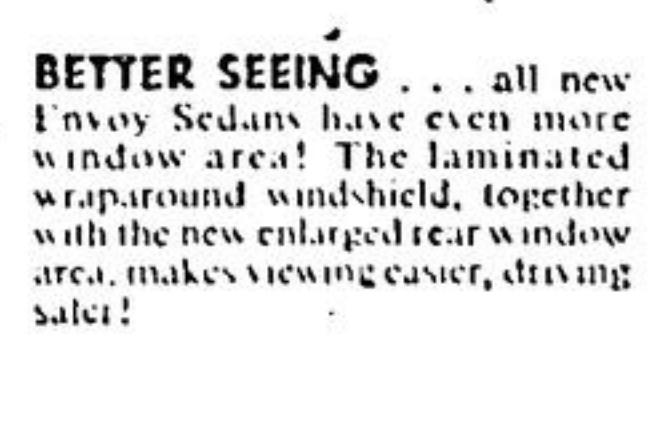 BETTER SEEING . . . all new
Envoy Sedans have even more
window area! The laminated
wraparound windshield, together
with the new enlarged rear window
area, makes viewing easier, driving
safer!